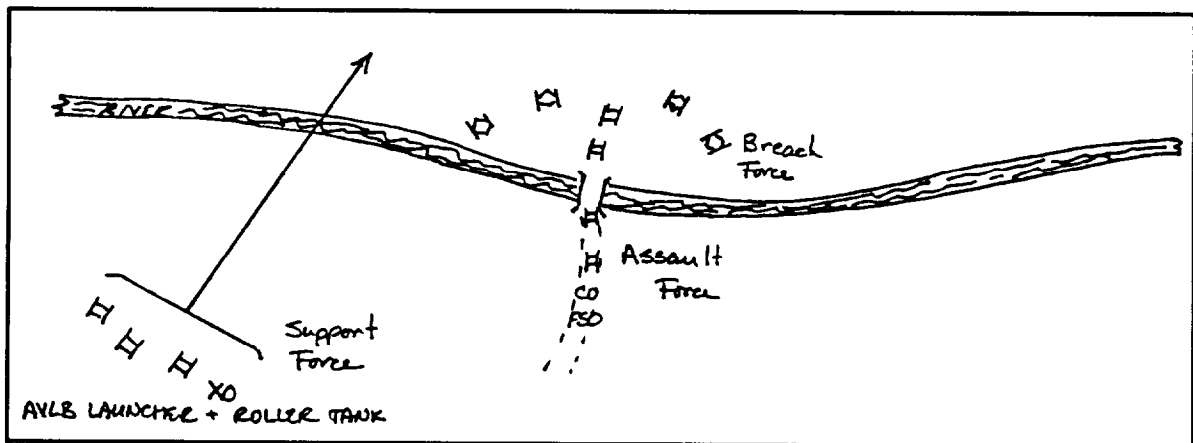 RIVER
Breach
Force
Assault
Force
CO
FSO
Support
Force
XO
AVLB LAUNCHER + ROLLER TANK